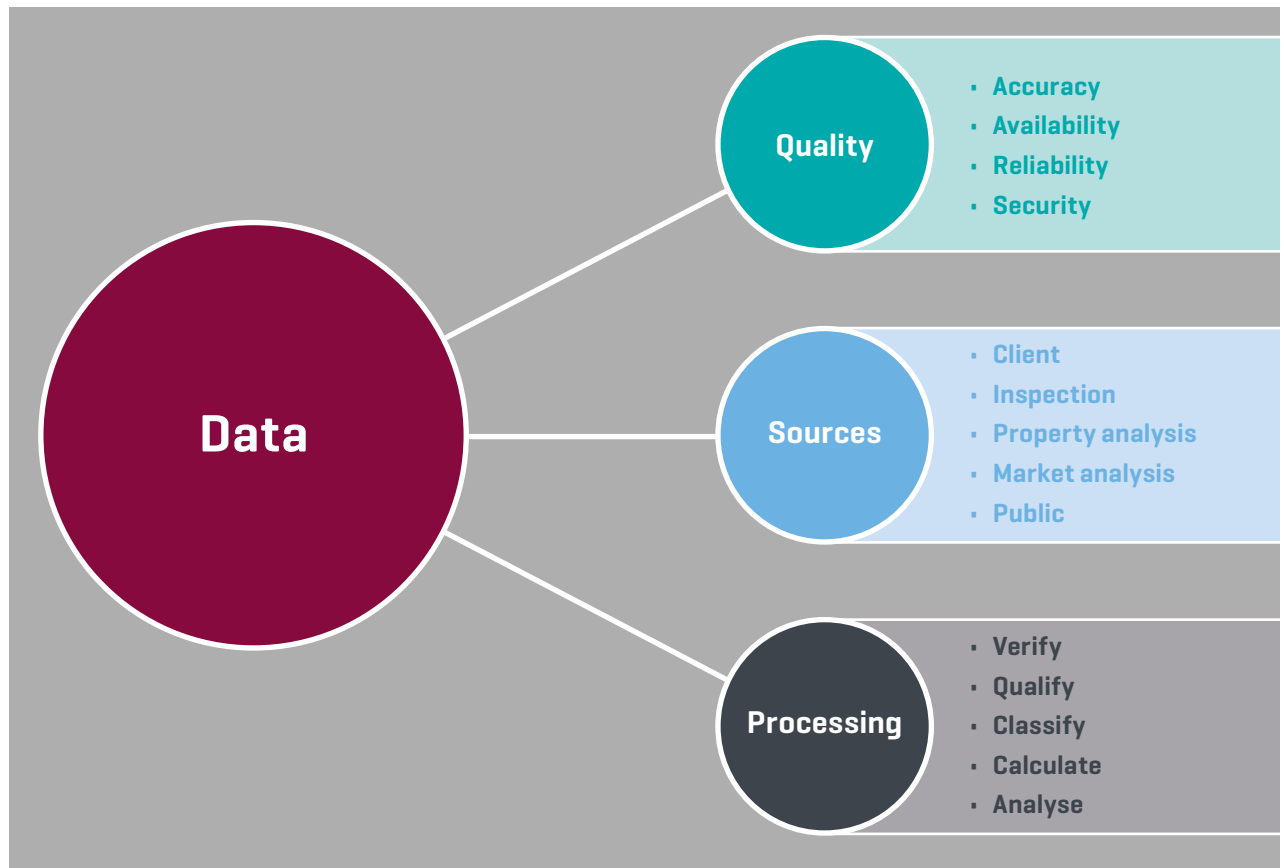 Data
Quality
· Accuracy
· Availability
· Reliability
· Security
Sources
· Client
· Inspection
· Property analysis
· Market analysis
· Public
Processing
· Verify
· Qualify
· Classify
· Calculate
· Analyse